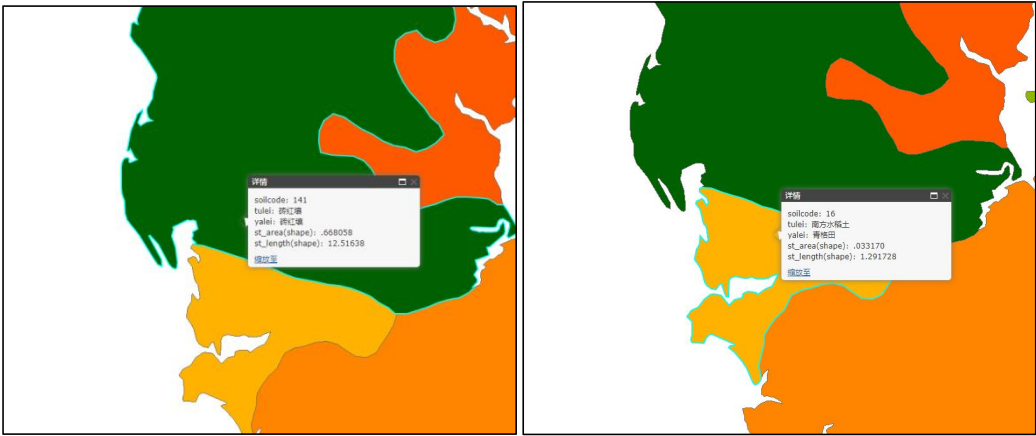 详情
soilcode: 141
tulei: 砖红壤
yalei: 砖红壤
st_area(shape): .668058
st_length(shape): 12.51638
缩放至
详情
soilcode: 16
tulei: 南方水稻土
yalei: 青格田
st_area(shape): .033170
st_length(shape): 1.291728
缩放至